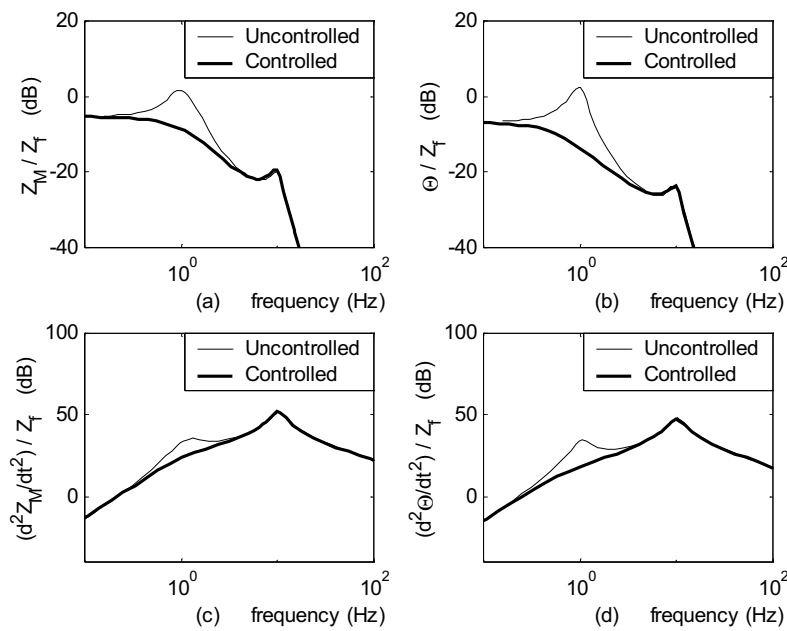 20
0
-20
-40
Z_M / Z_f (dB)
Uncontrolled
Controlled
10^0
10^2
(a) frequency (Hz)
20
0
-20
-40
Θ / Z_f (dB)
Uncontrolled
Controlled
10^0
10^2
(b) frequency (Hz)
100
50
0
(d^2Z_M/dt^2) / Z_f (dB)
Uncontrolled
Controlled
10^0
10^2
(c) frequency (Hz)
100
50
0
(d^2Θ/dt^2) / Z_f (dB)
Uncontrolled
Controlled
10^0
10^2
(d) frequency (Hz)